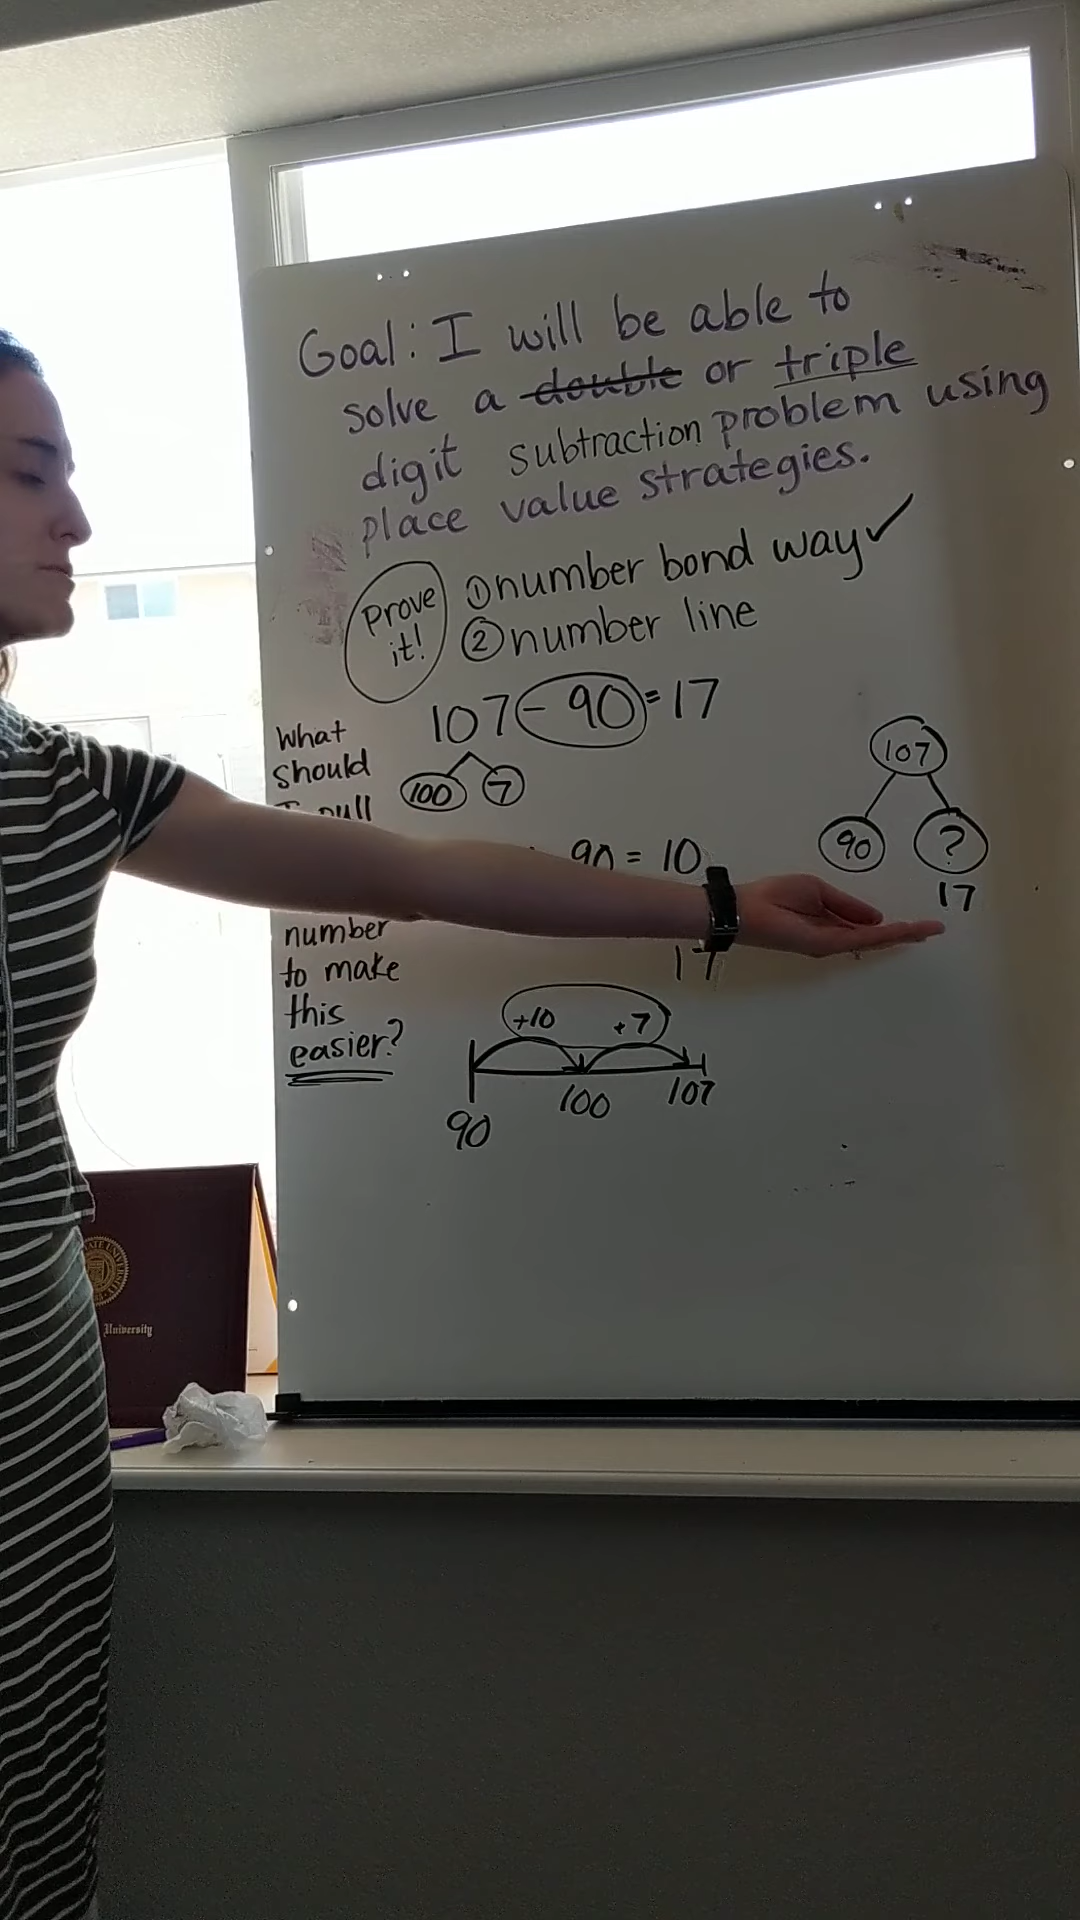 Goal: I will be able to
solve a double or triple
digit subtraction problem using
place value strategies.
Prove it!
① number bond way ✓
② number line
107 - 90 = 17
100 7
What
should
pull
number
to make
this
easier?
90 = 10
17
+10 +7
90 100 107
107
90 ?
17
University